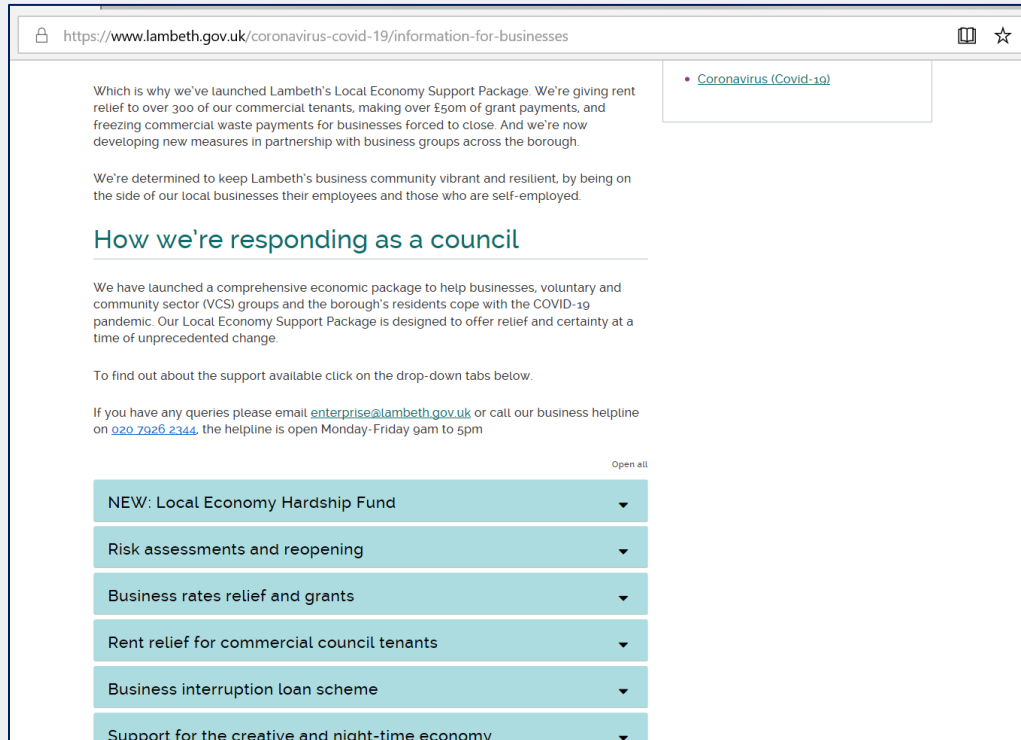 https://www.lambeth.gov.uk/coronavirus-covid-19/information-for-businesses
Which is why we've launched Lambeth's Local Economy Support Package. We're giving rent
relief to over 300 of our commercial tenants, making over £50m of grant payments, and
freezing commercial waste payments for businesses forced to close. And we're now
developing new measures in partnership with business groups across the borough.
We're determined to keep Lambeth's business community vibrant and resilient, by being on
the side of our local businesses their employees and those who are self-employed.
Coronavirus (Covid-19)
How we're responding as a council
We have launched a comprehensive economic package to help businesses, voluntary and
community sector (VCS) groups and the borough's residents cope with the COVID-19
pandemic. Our Local Economy Support Package is designed to offer relief and certainty at a
time of unprecedented change.
To find out about the support available click on the drop-down tabs below.
If you have any queries please email enterprise@lambeth.gov.uk or call our business helpline
on 020 7926 2344, the helpline is open Monday-Friday 9am to 5pm
Open all
NEW: Local Economy Hardship Fund
Risk assessments and reopening
Business rates relief and grants
Rent relief for commercial council tenants
Business interruption loan scheme
Support for the creative and night-time economy